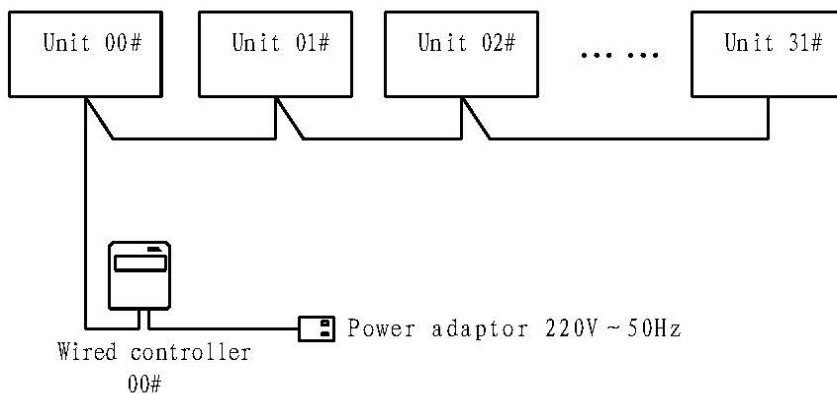 Unit 00#
Unit 01#
Unit 02#
... ...
Unit 31#
Power adaptor 220V ~ 50Hz
Wired controller
00#